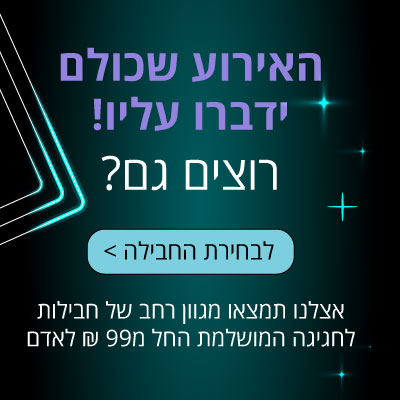 האירוע שכולם
ידברו עליו!
רוצים גם?
לבחירת החבילה >
אצלנו תמצאו מגוון רחב של חבילות
לחגיגה המושלמת החל מ99 ₪ לאדם